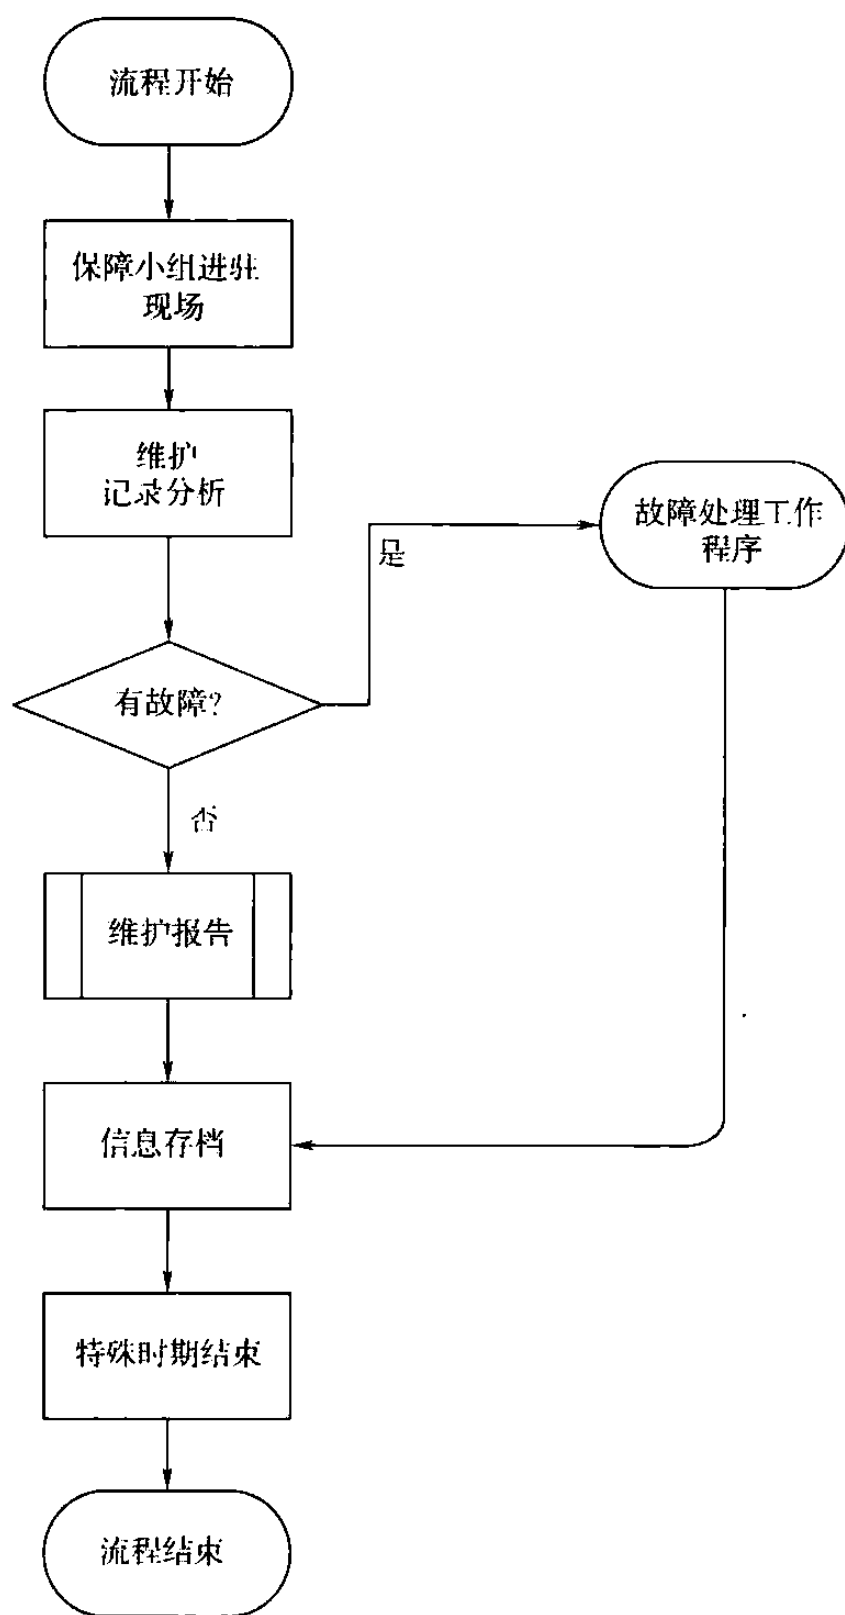 流程开始
保障小组进驻
现场
维护
记录分析
故障处理工作
程序
是
有故障?
否
维护报告
信息存档
特殊时期结束
流程结束